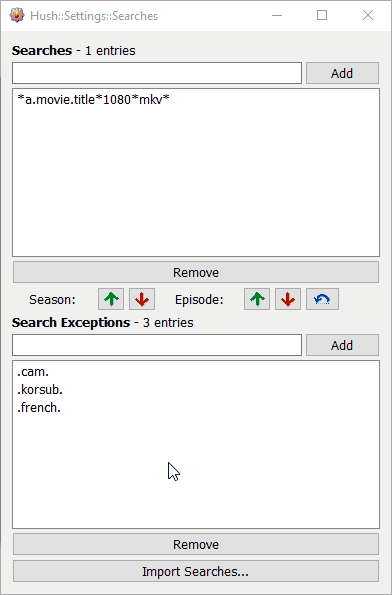 Hush::Settings::Searches
Searches - 1 entries
Add
*a.movie.title*1080*mkv*
Remove
Season: Episode:
Search Exceptions - 3 entries
Add
.cam.
.korsub.
.french.
Remove
Import Searches...